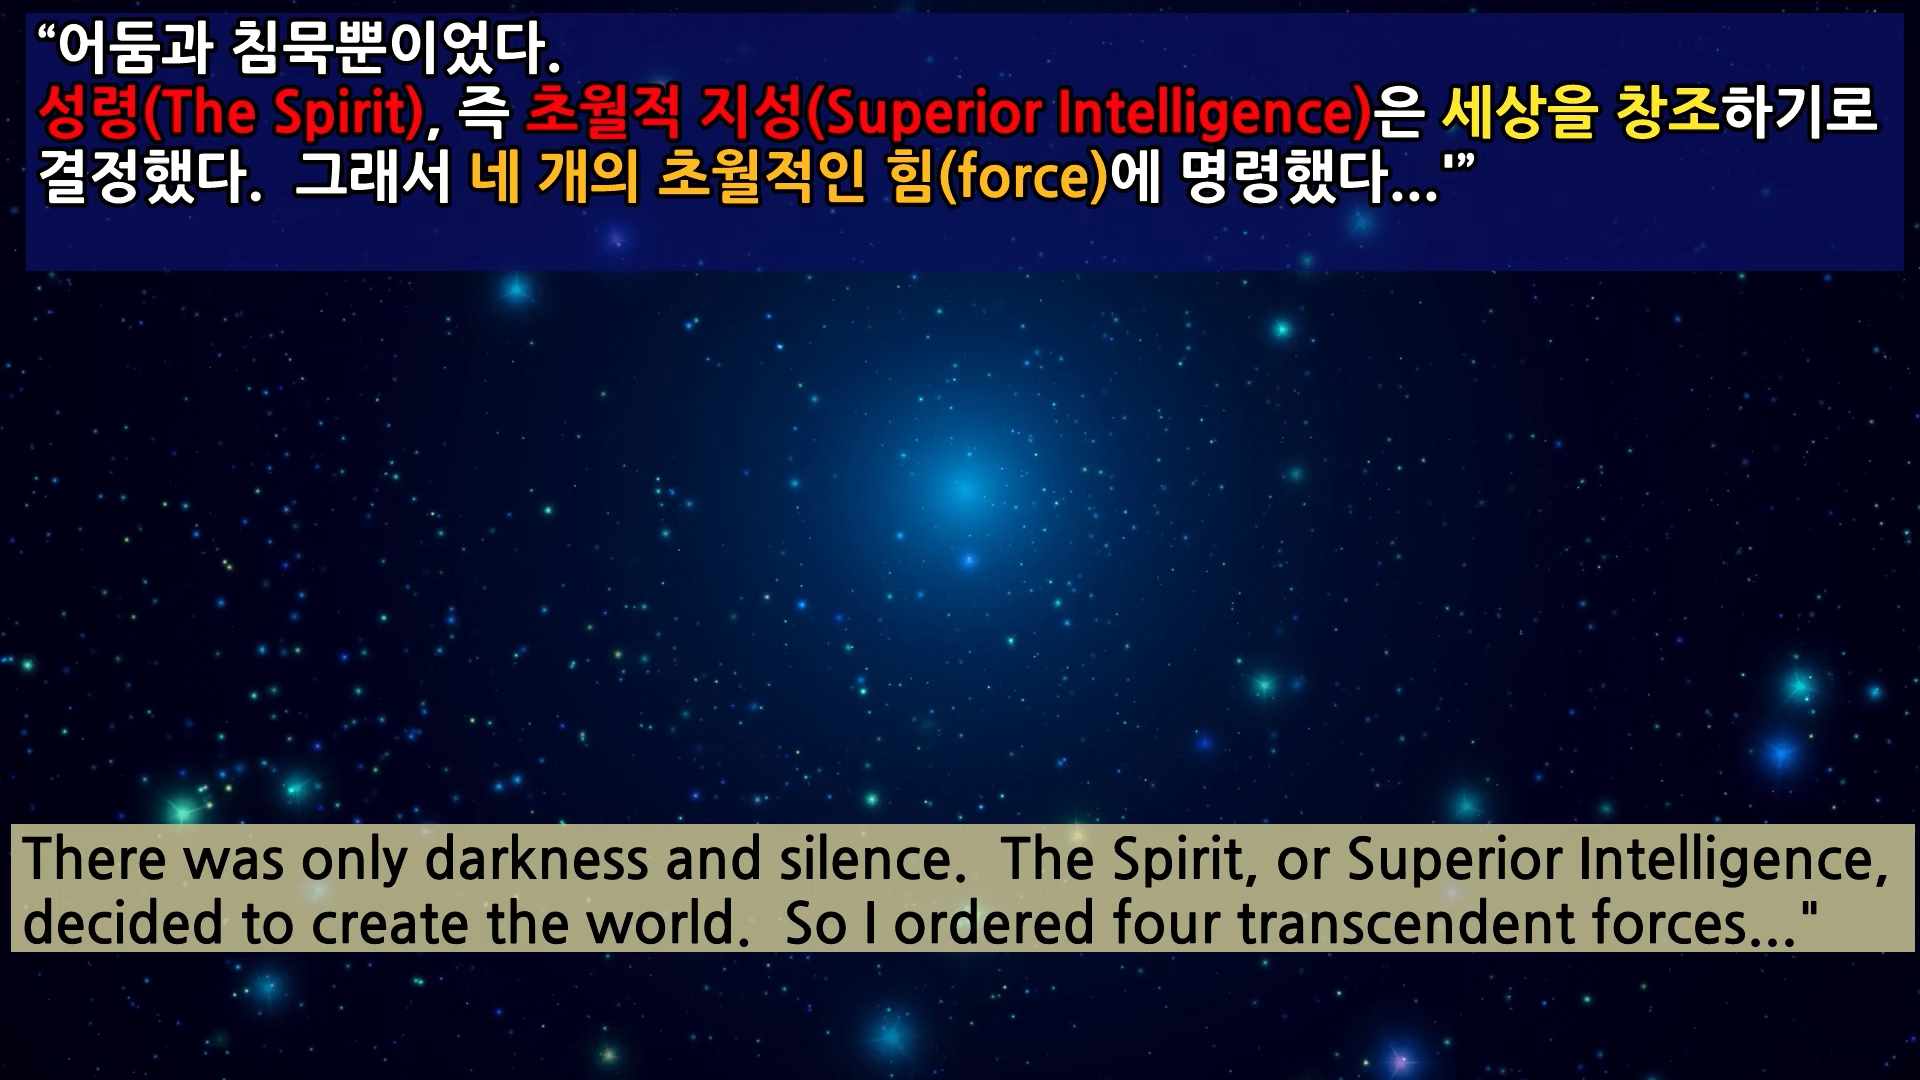 “어둠과 침묵뿐이었다.
성령(The Spirit), 즉 초월적 지성(Superior Intelligence)은 세상을 창조하기로
결정했다.  그래서 네 개의 초월적인 힘(force)에 명령했다...'”
There was only darkness and silence.  The Spirit, or Superior Intelligence,
decided to create the world.  So I ordered four transcendent forces..."